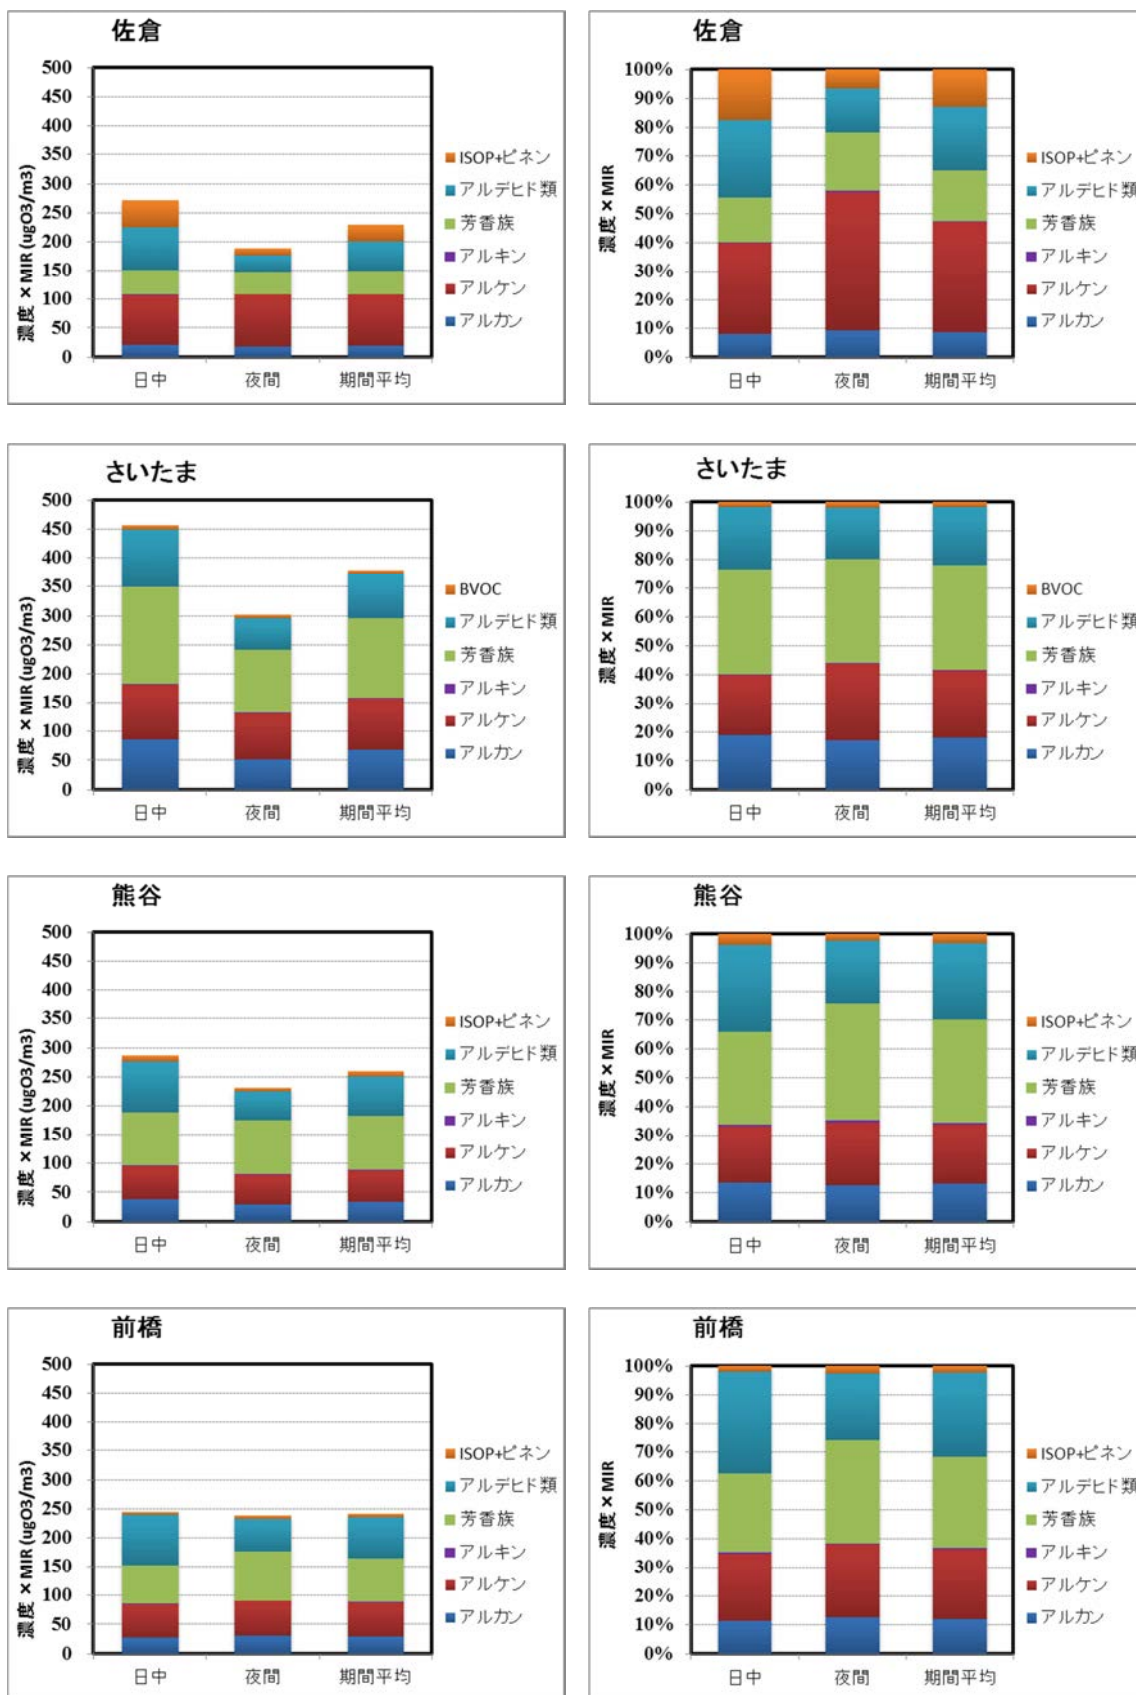 佐倉
500
450
400
350
300
250
200
150
100
50
0
濃度 × MIR (ugO3/m3)
日中
夜間
期間平均
ISOP+ピネン
アルデヒド類
芳香族
アルキン
アルケン
アルカン
佐倉
100%
90%
80%
70%
60%
50%
40%
30%
20%
10%
0%
濃度 × MIR
日中
夜間
期間平均
ISOP+ピネン
アルデヒド類
芳香族
アルキン
アルケン
アルカン
さいたま
500
450
400
350
300
250
200
150
100
50
0
濃度 × MIR (ugO3/m3)
日中
夜間
期間平均
BVOC
アルデヒド類
芳香族
アルキン
アルケン
アルカン
さいたま
100%
90%
80%
70%
60%
50%
40%
30%
20%
10%
0%
濃度 × MIR
日中
夜間
期間平均
BVOC
アルデヒド類
芳香族
アルキン
アルケン
アルカン
熊谷
500
450
400
350
300
250
200
150
100
50
0
濃度 × MIR (ugO3/m3)
日中
夜間
期間平均
ISOP+ピネン
アルデヒド類
芳香族
アルキン
アルケン
アルカン
熊谷
100%
90%
80%
70%
60%
50%
40%
30%
20%
10%
0%
濃度 × MIR
日中
夜間
期間平均
ISOP+ピネン
アルデヒド類
芳香族
アルキン
アルケン
アルカン
前橋
500
450
400
350
300
250
200
150
100
50
0
濃度 × MIR (ugO3/m3)
日中
夜間
期間平均
ISOP+ピネン
アルデヒド類
芳香族
アルキン
アルケン
アルカン
前橋
100%
90%
80%
70%
60%
50%
40%
30%
20%
10%
0%
濃度 × MIR
日中
夜間
期間平均
ISOP+ピネン
アルデヒド類
芳香族
アルキン
アルケン
アルカン